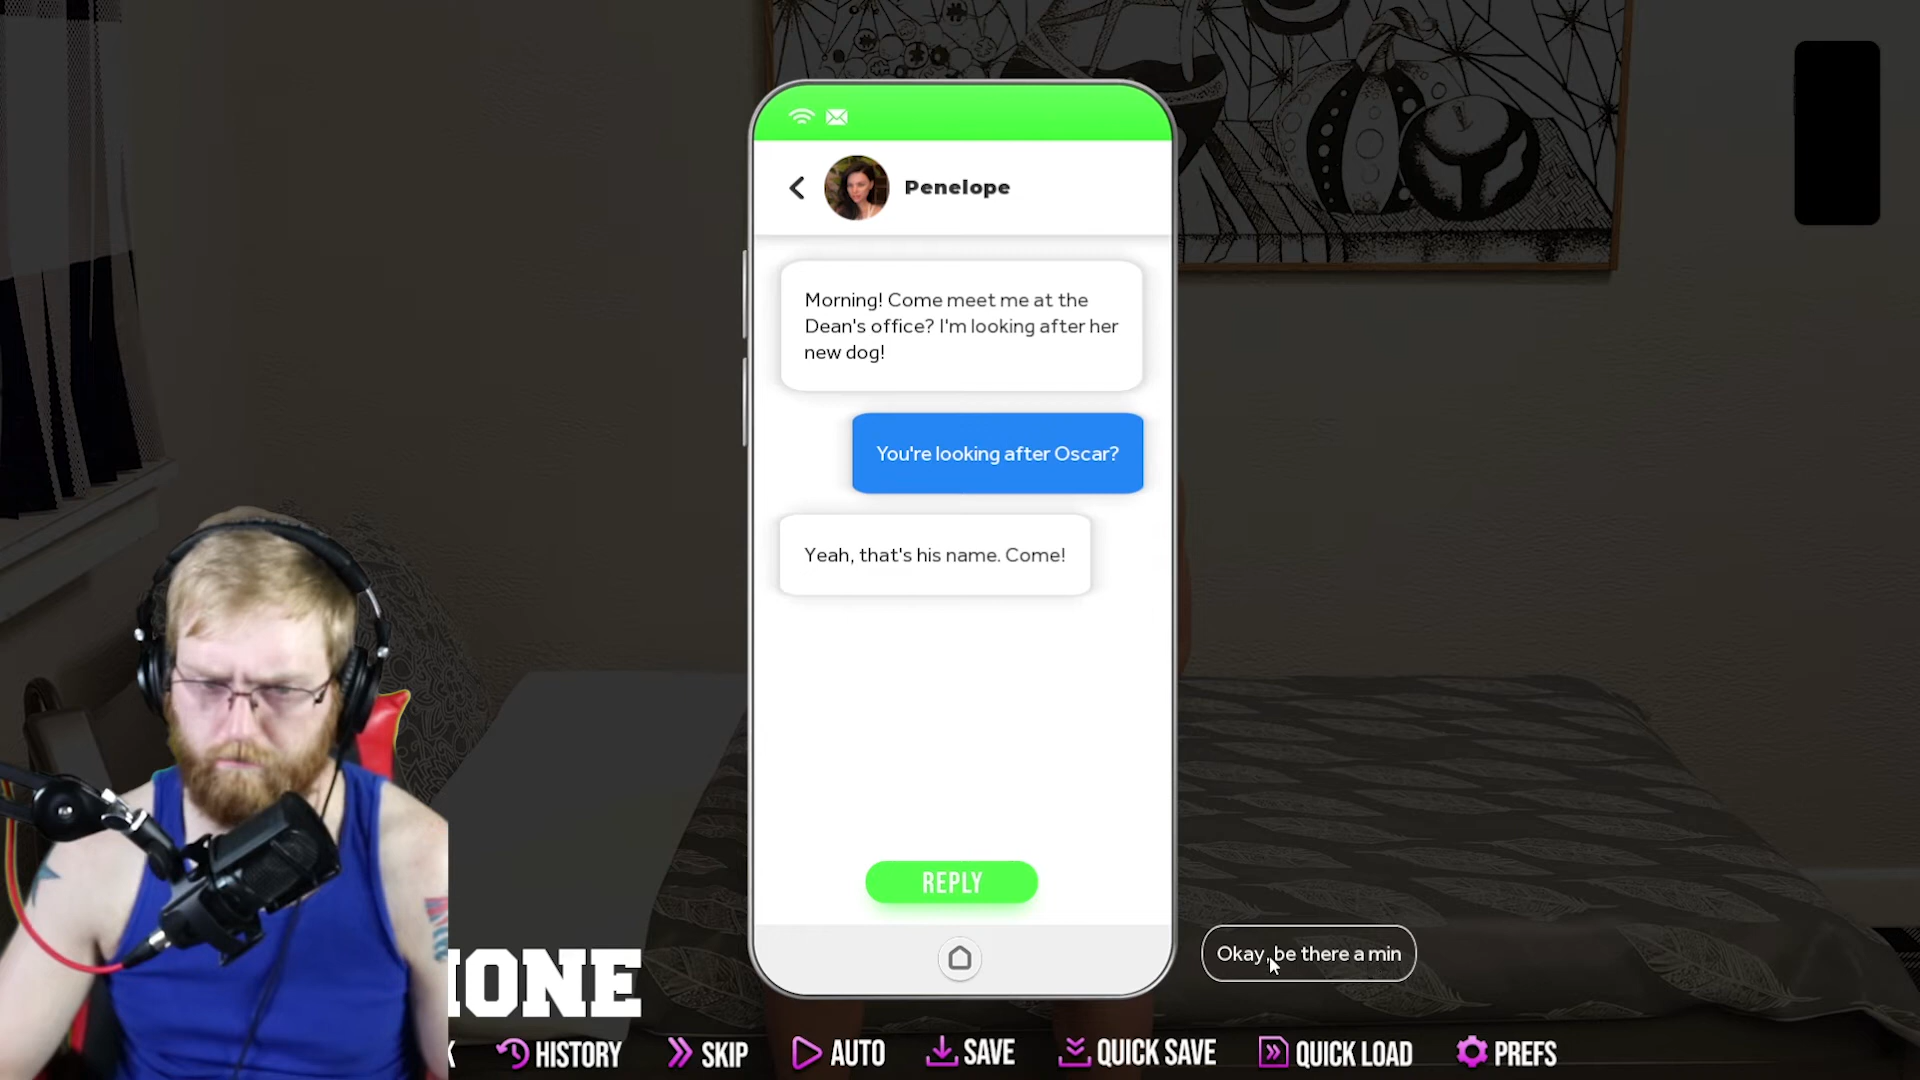 Penelope
Morning! Come meet me at the
Dean's office? I'm looking after her
new dog!
You're looking after Oscar?
Yeah, that's his name. Come!
REPLY
Okay, be there a min
HISTORY
SKIP
AUTO
SAVE
QUICK SAVE
QUICK LOAD
PREFS